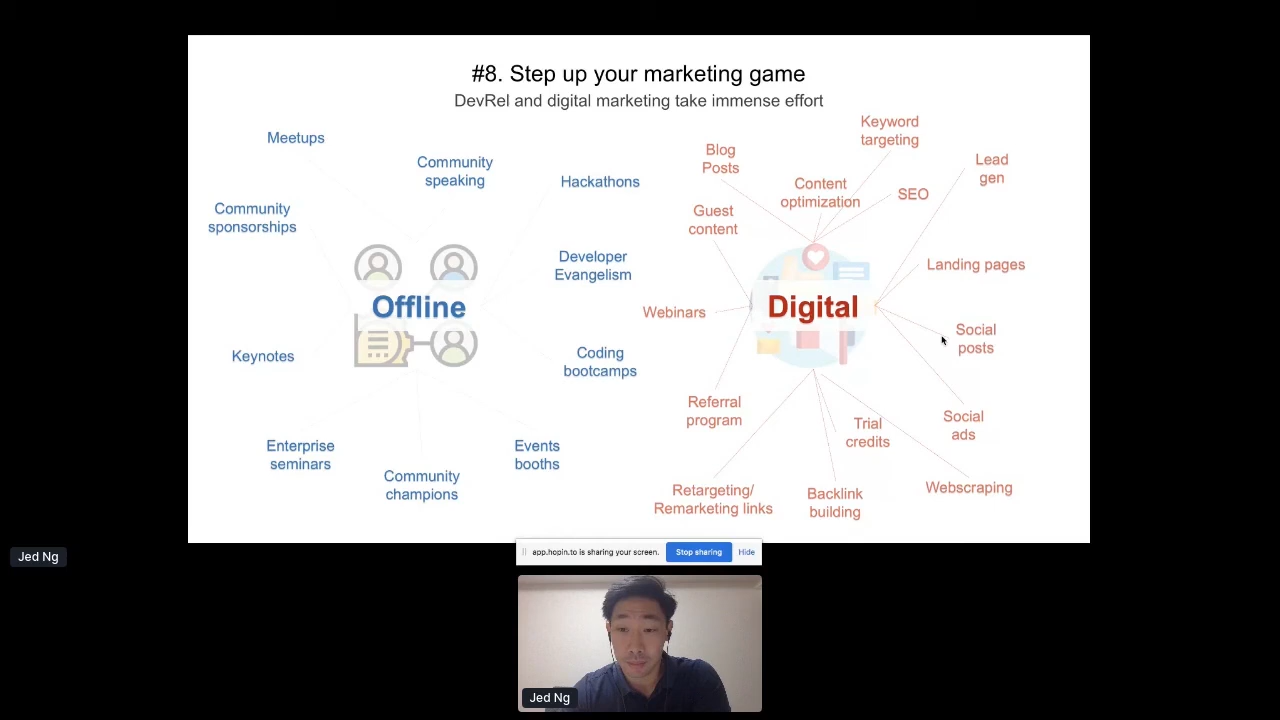 #8. Step up your marketing game
DevRel and digital marketing take immense effort
Meetups
Community
speaking
Hackathons
Community
sponsorships
Developer
Evangelism
Offline
Keynotes
Coding
bootcamps
Enterprise
seminars
Community
champions
Events
booths
Keyword
targeting
Blog
Posts
Lead
gen
Content
optimization
SEO
Guest
content
Landing pages
Digital
Webinars
Social
posts
Referral
program
Trial
credits
Social
ads
Retargeting/
Remarketing links
Backlink
building
Webscraping
Jed Ng
app.hopin.to is sharing your screen.
Stop sharing
Hide
Jed Ng